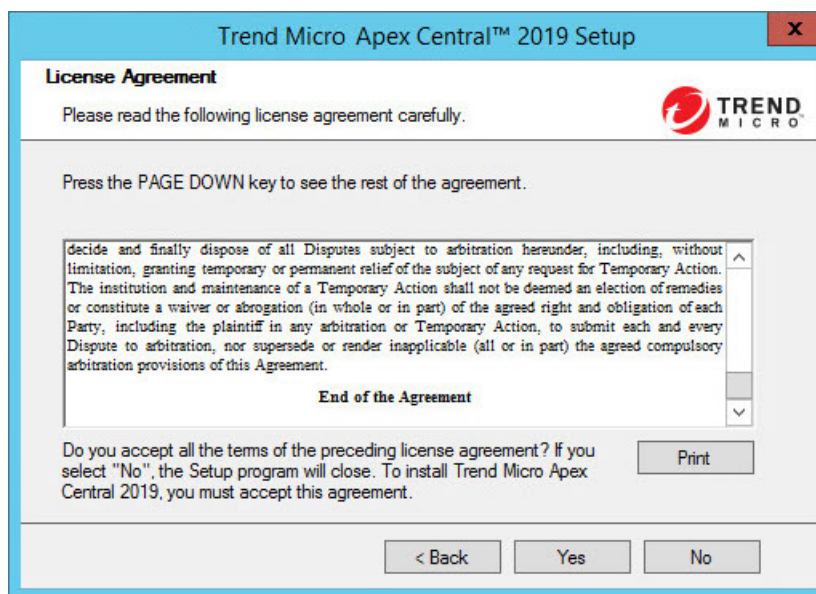 Trend Micro Apex Central™ 2019 Setup
x
License Agreement
Please read the following license agreement carefully.
TREND
MICRO™
Press the PAGE DOWN key to see the rest of the agreement.
decide and finally dispose of all Disputes subject to arbitration hereunder, including, without
limitation, granting temporary or permanent relief of the subject of any request for Temporary Action.
The institution and maintenance of a Temporary Action shall not be deemed an election of remedies
or constitute a waiver or abrogation (in whole or in part) of the agreed right and obligation of each
Party, including the plaintiff in any arbitration or Temporary Action, to submit each and every
Dispute to arbitration, nor supersede or render inapplicable (all or in part) the agreed compulsory
arbitration provisions of this Agreement.
End of the Agreement
Do you accept all the terms of the preceding license agreement? If you
select "No", the Setup program will close. To install Trend Micro Apex
Central 2019, you must accept this agreement.
Print
< Back Yes No